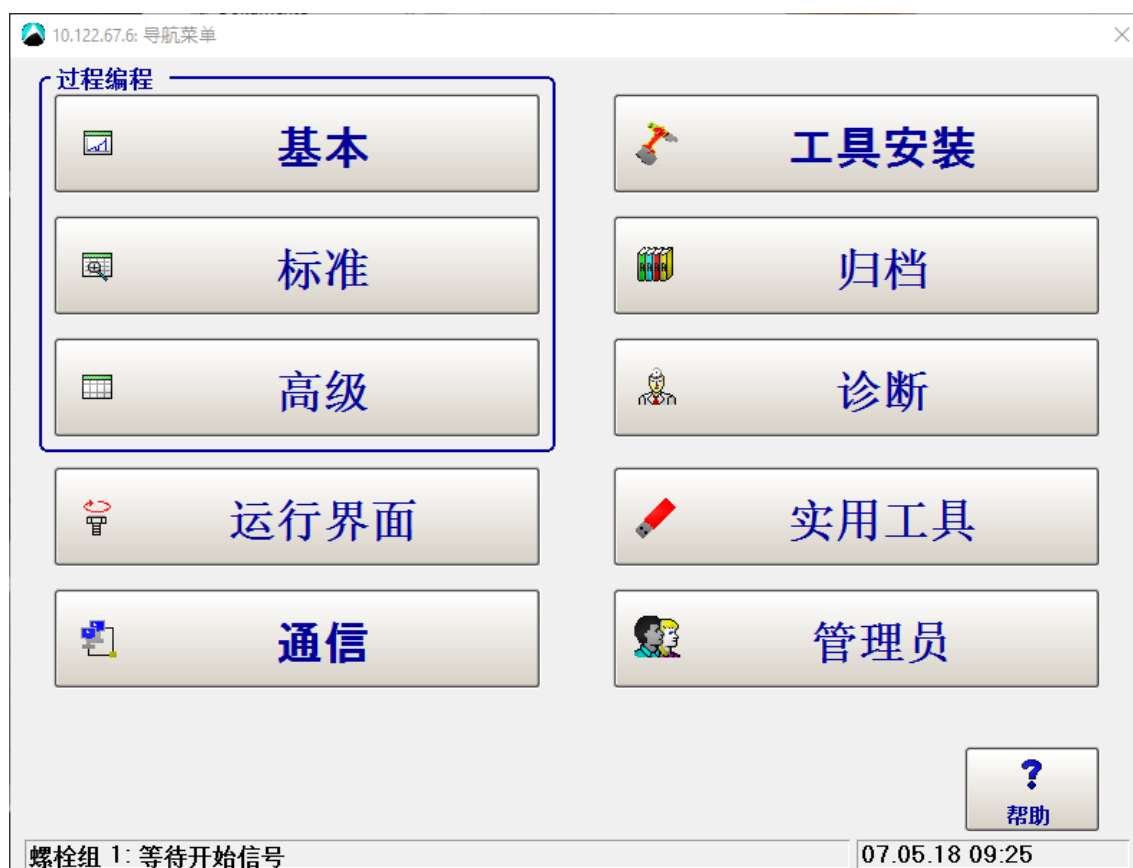 10.122.67.6: 导航菜单
过程编程
基本
标准
高级
运行界面
通信
工具安装
归档
诊断
实用工具
管理员
?
帮助
螺栓组 1: 等待开始信号
07.05.18 09:25